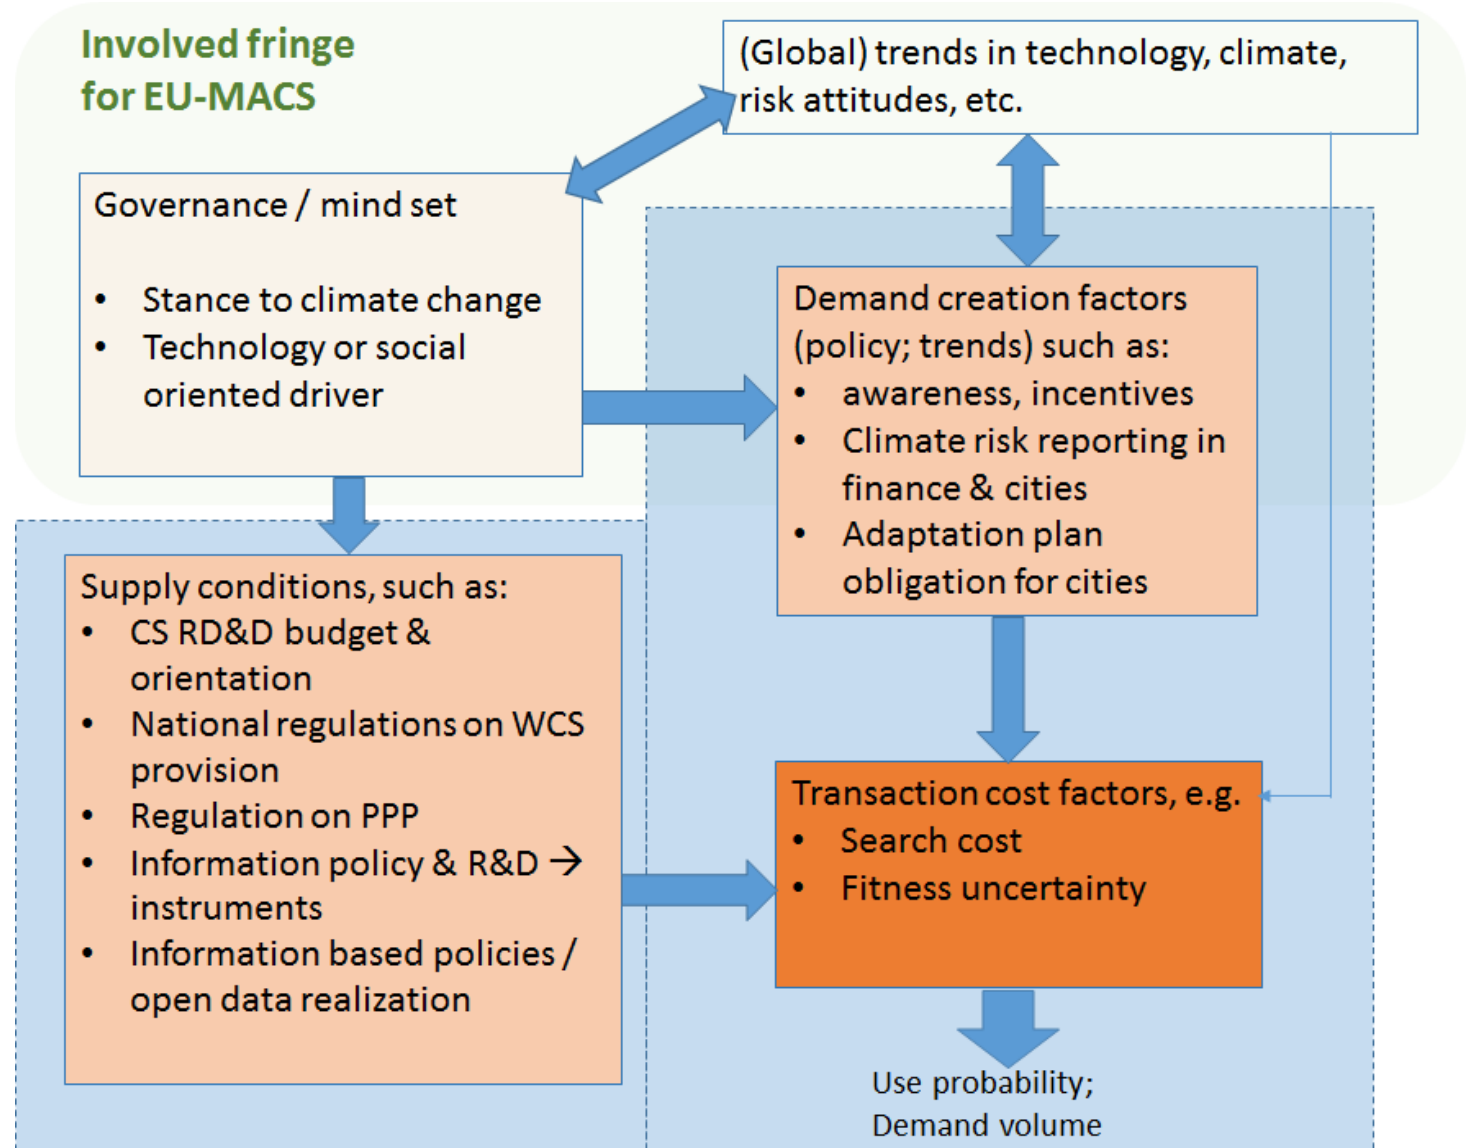 Involved fringe
for EU-MACS
(Global) trends in technology, climate,
risk attitudes, etc.
Governance / mind set
• Stance to climate change
• Technology or social
oriented driver
Demand creation factors
(policy; trends) such as:
• awareness, incentives
• Climate risk reporting in
finance & cities
• Adaptation plan
obligation for cities
Supply conditions, such as:
• CS RD&D budget &
orientation
• National regulations on WCS
provision
• Regulation on PPP
• Information policy & R&D →
instruments
• Information based policies /
open data realization
Transaction cost factors, e.g.
• Search cost
• Fitness uncertainty
Use probability;
Demand volume